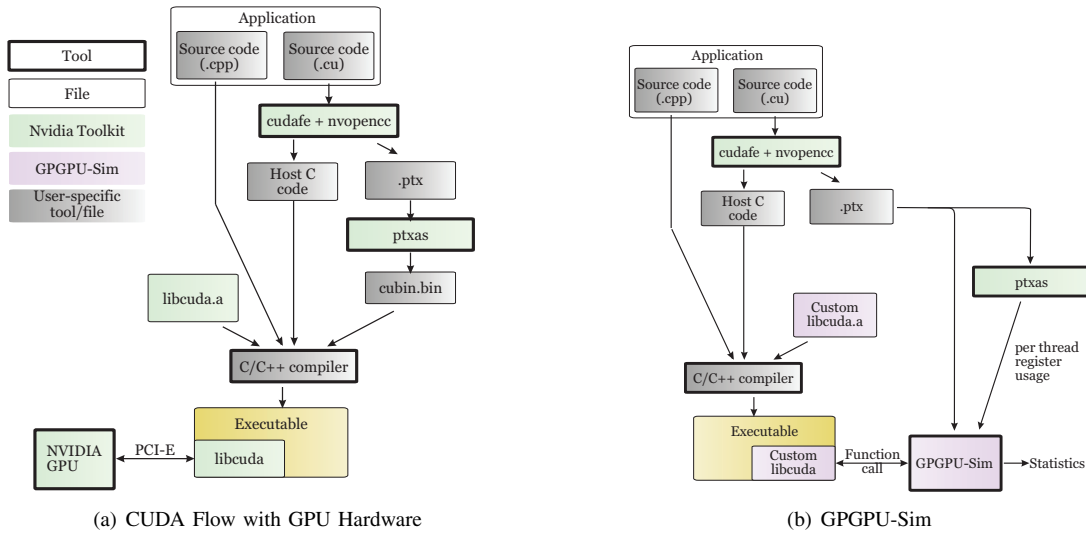 Tool
File
Nvidia Toolkit
GPGPU-Sim
User-specific
tool/file
Application
Source code
(.cpp)
Source code
(.cu)
cudafe + nvopencc
Host C
code
.ptx
ptxas
cubin.bin
libcuda.a
C/C++ compiler
Executable
libcuda
PCI-E
NVIDIA
GPU
(a) CUDA Flow with GPU Hardware
Application
Source code
(.cpp)
Source code
(.cu)
cudafe + nvopencc
Host C
code
.ptx
ptxas
Custom
libcuda.a
per thread
register
usage
C/C++ compiler
Executable
Custom
libcuda
Function
call
GPGPU-Sim
Statistics
(b) GPGPU-Sim